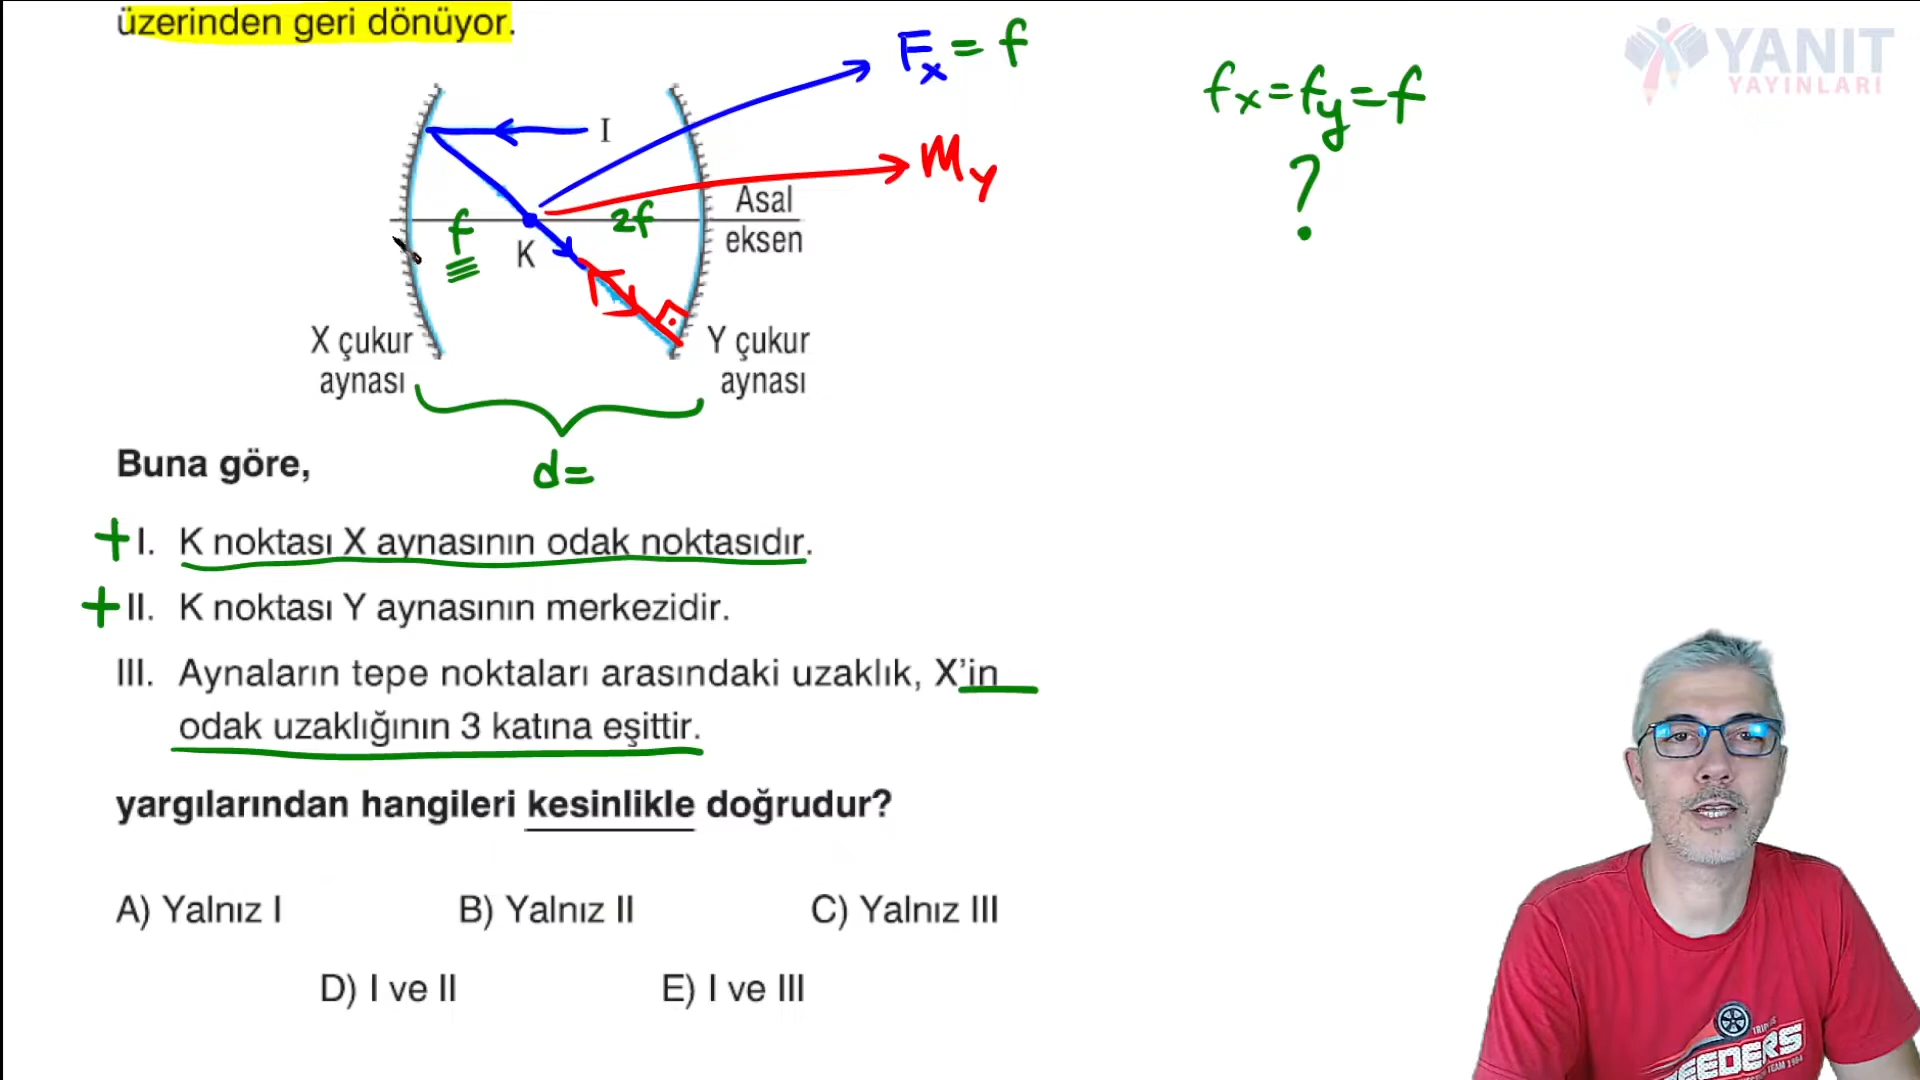 üzerinden geri dönüyor.
YANIT
YAYINLARI
Fx = f
fx = fy = f
?
I
My
Asal
eksen
f
2f
K
X çukur
aynası
Y çukur
aynası
d=
Buna göre,
+ I. K noktası X aynasının odak noktasıdır.
+ II. K noktası Y aynasının merkezidir.
III. Aynaların tepe noktaları arasındaki uzaklık, X’in
odak uzaklığının 3 katına eşittir.
yargılarından hangileri kesinlikle doğrudur?
A) Yalnız I
B) Yalnız II
C) Yalnız III
D) I ve II
E) I ve III